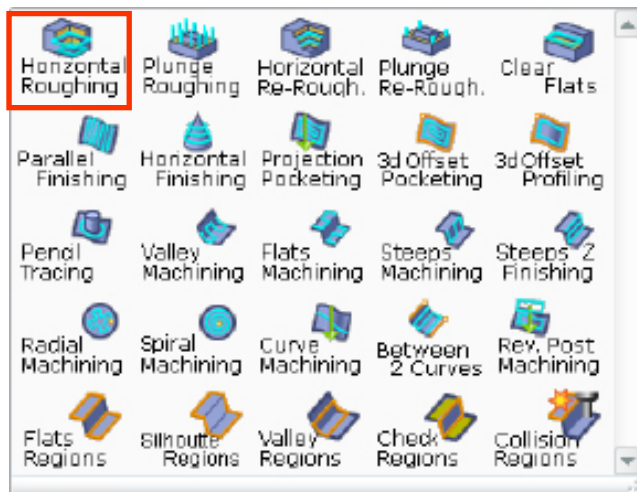 Horizontal Plunge Horizontal Plunge Clear
Roughing Roughing Re-Rough. Re-Rough. Flats
Parallel Horizontal Projection 3d Offset 3d Offset
Finishing Finishing Pocketing Pocketing Profiling
Pencil Valley Flats Steeps Steeps Z
Tracing Machining Machining Machining Finishing
Radial Spiral Curve Between Rev. Post
Machining Machining Machining 2 Curves Machining
Flats Silhoutte Valley Check Collision
Regions Regions Regions Regions Regions